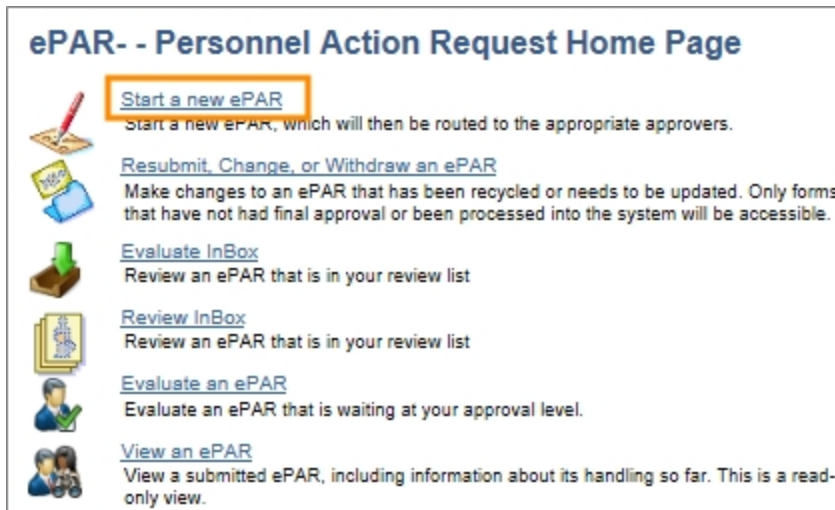 ePAR- - Personnel Action Request Home Page
Start a new ePAR
Start a new ePAR, which will then be routed to the appropriate approvers.
Resubmit, Change, or Withdraw an ePAR
Make changes to an ePAR that has been recycled or needs to be updated. Only forms
that have not had final approval or been processed into the system will be accessible.
Evaluate InBox
Review an ePAR that is in your review list
Review InBox
Review an ePAR that is in your review list
Evaluate an ePAR
Evaluate an ePAR that is waiting at your approval level.
View an ePAR
View a submitted ePAR, including information about its handling so far. This is a read-
only view.